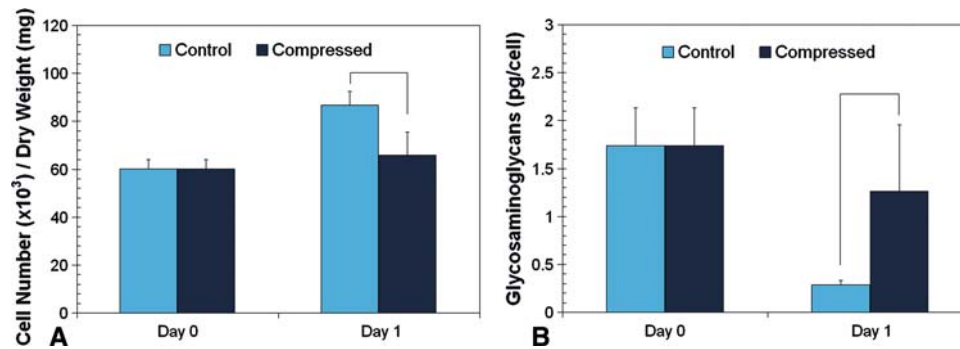 Cell Number (x10³) / Dry Weight (mg)
120
100
80
60
40
20
0
Control Compressed
Day 0 Day 1
A
Glycosaminoglycans (pg/cell)
3
2.5
2
1.5
1
0.5
0
Control Compressed
Day 0 Day 1
B